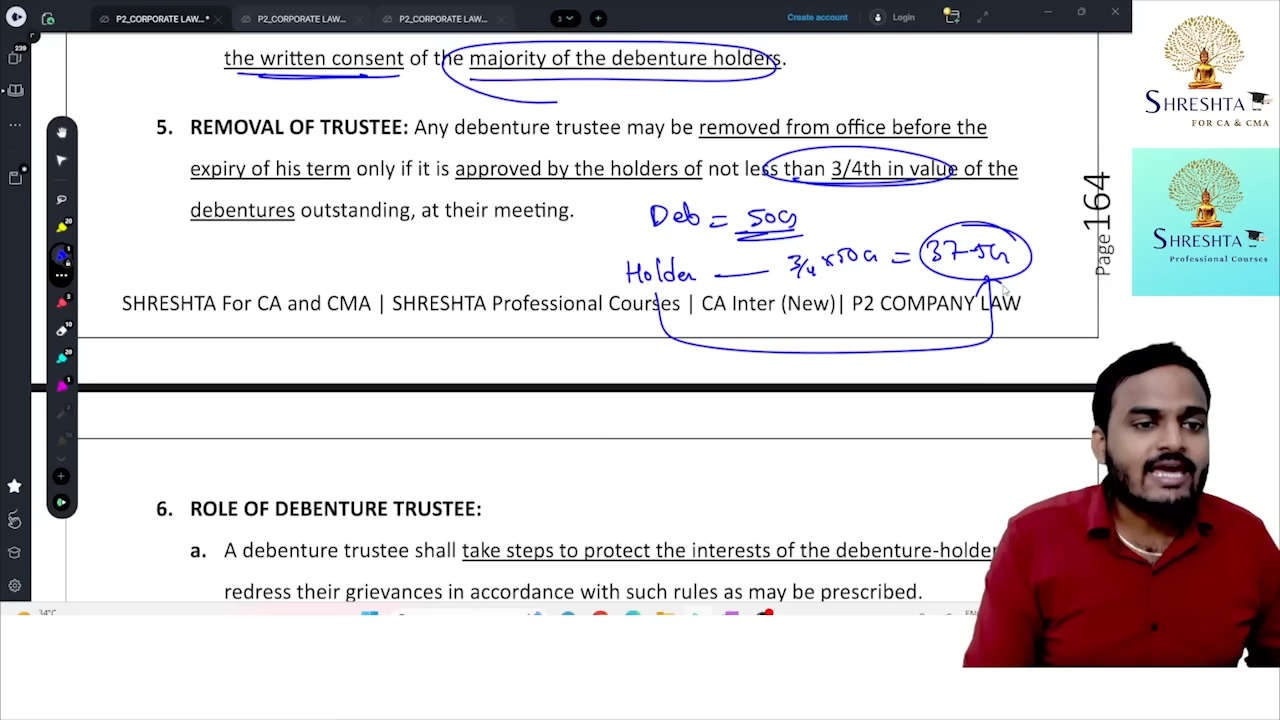 P2_CORPORATE LAW...*
P2_CORPORATE LAW...
P2_CORPORATE LAW...
3
Create account
Login
239
the written consent of the majority of the debenture holders.
5. REMOVAL OF TRUSTEE: Any debenture trustee may be removed from office before the
expiry of his term only if it is approved by the holders of not less than 3/4th in value of the
debentures outstanding, at their meeting.
Deb = 50Cr
Holder — 3/4 x 50Cr = 37.5Cr
SHRESHTA For CA and CMA | SHRESHTA Professional Courses | CA Inter (New)| P2 COMPANY LAW
Page 164
6. ROLE OF DEBENTURE TRUSTEE:
a. A debenture trustee shall take steps to protect the interests of the debenture-holde
redress their grievances in accordance with such rules as may be prescribed.
34°C
SHRESHTA
FOR CA & CMA
SHRESHTA
Professional Courses